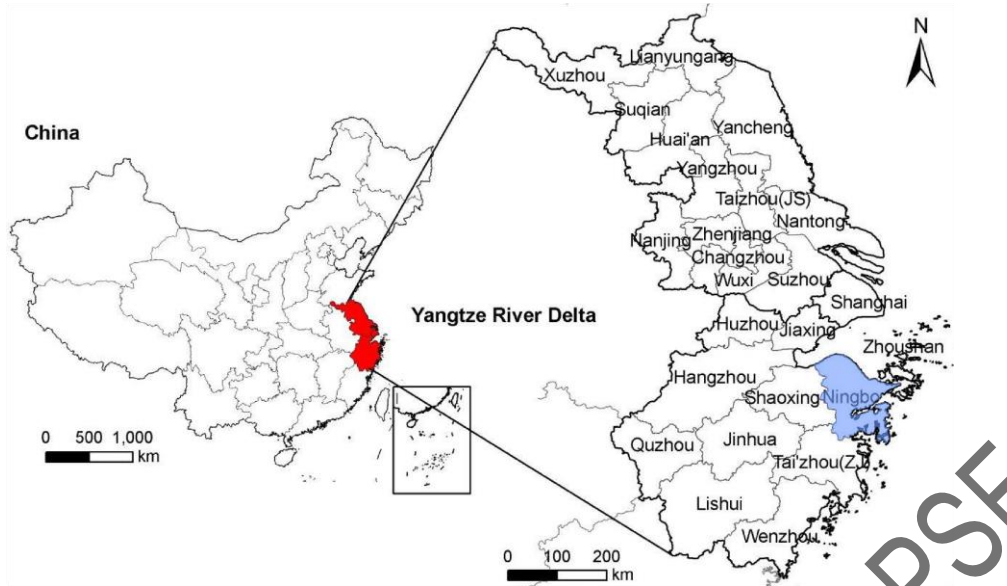 N
China
Yangtze River Delta
0 500 1,000
km
Xuzhou
Lianyungang
Suqian
Huai'an
Yancheng
Yangzhou
Taizhou(JS)
Nantong
Nanjing
Zhenjiang
Changzhou
Wuxi
Suzhou
Shanghai
Huzhou
Jiaxing
Zhoushan
Hangzhou
Shaoxing
Ningbo
Quzhou
Jinhua
Tai'zhou(ZJ)
Lishui
Wenzhou
0 100 200
km
PSE